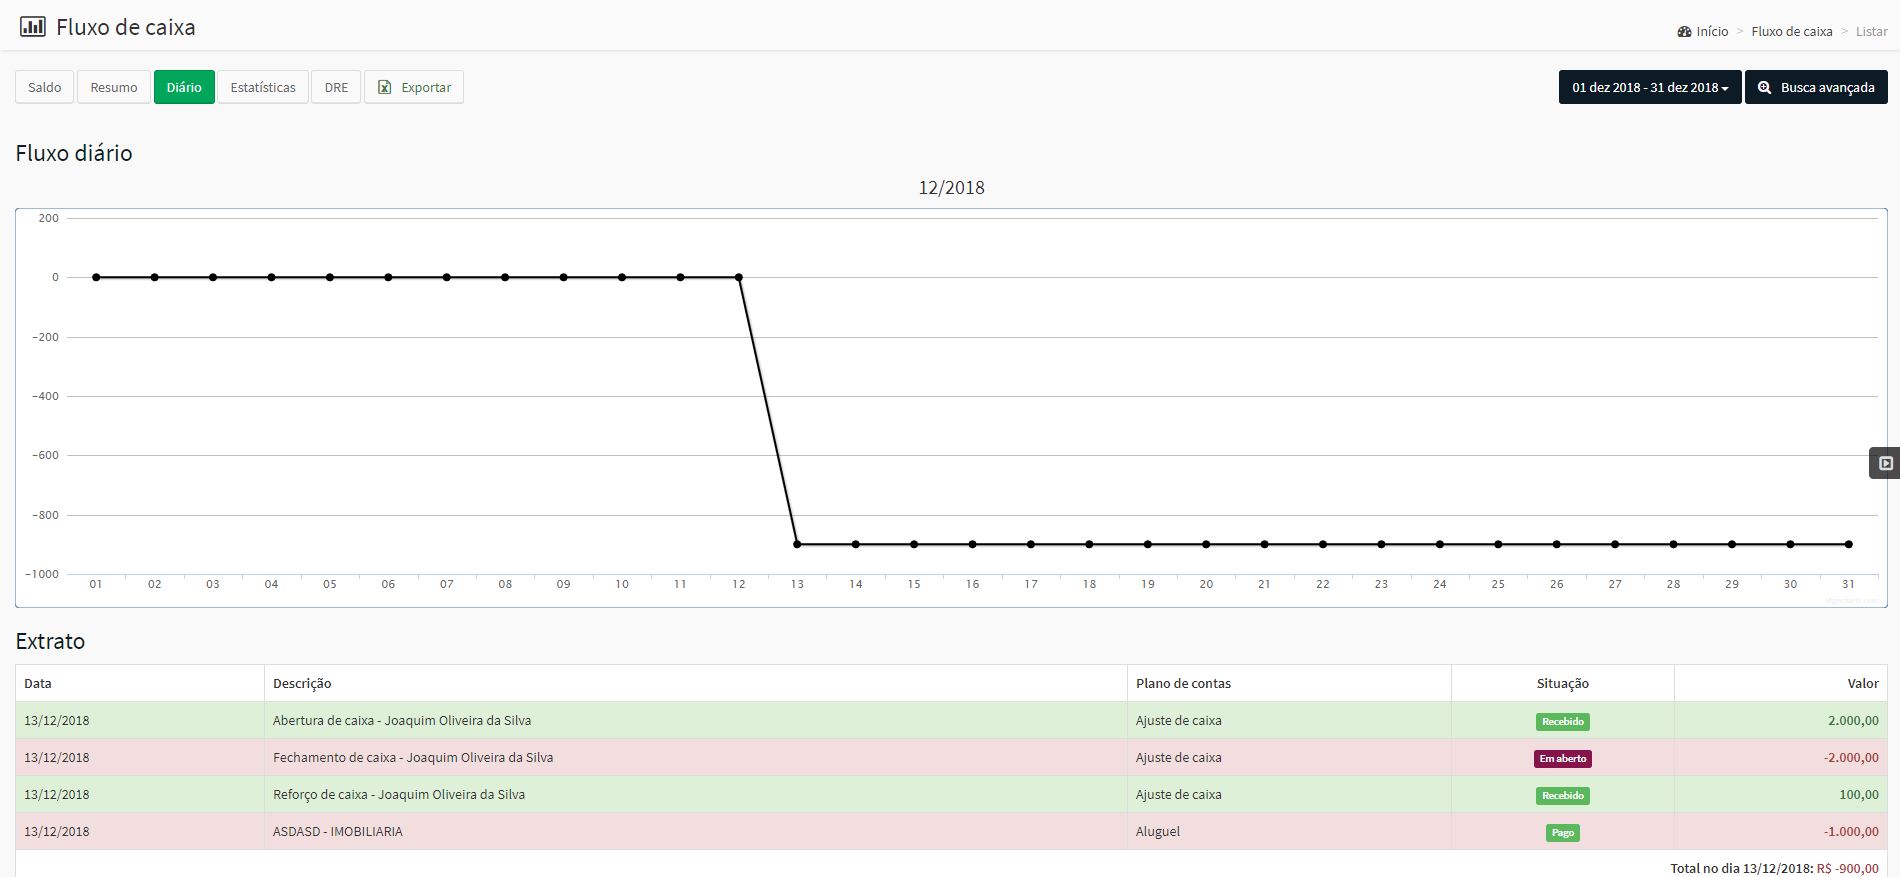 Fluxo de caixa
Início > Fluxo de caixa > Listar
Saldo Resumo Diário Estatísticas DRE Exportar 01 dez 2018 - 31 dez 2018 Busca avançada
Fluxo diário
12/2018
200
0
-200
-400
-600
-800
-1000
01 02 03 04 05 06 07 08 09 10 11 12 13 14 15 16 17 18 19 20 21 22 23 24 25 26 27 28 29 30 31
Highcharts.com
Extrato
Data Descrição Plano de contas Situação Valor
13/12/2018 Abertura de caixa - Joaquim Oliveira da Silva Ajuste de caixa Recebido 2.000,00
13/12/2018 Fechamento de caixa - Joaquim Oliveira da Silva Ajuste de caixa Em aberto -2.000,00
13/12/2018 Reforço de caixa - Joaquim Oliveira da Silva Ajuste de caixa Recebido 100,00
13/12/2018 ASDASD - IMOBILIARIA Aluguel Pago -1.000,00
Total no dia 13/12/2018: R$ -900,00